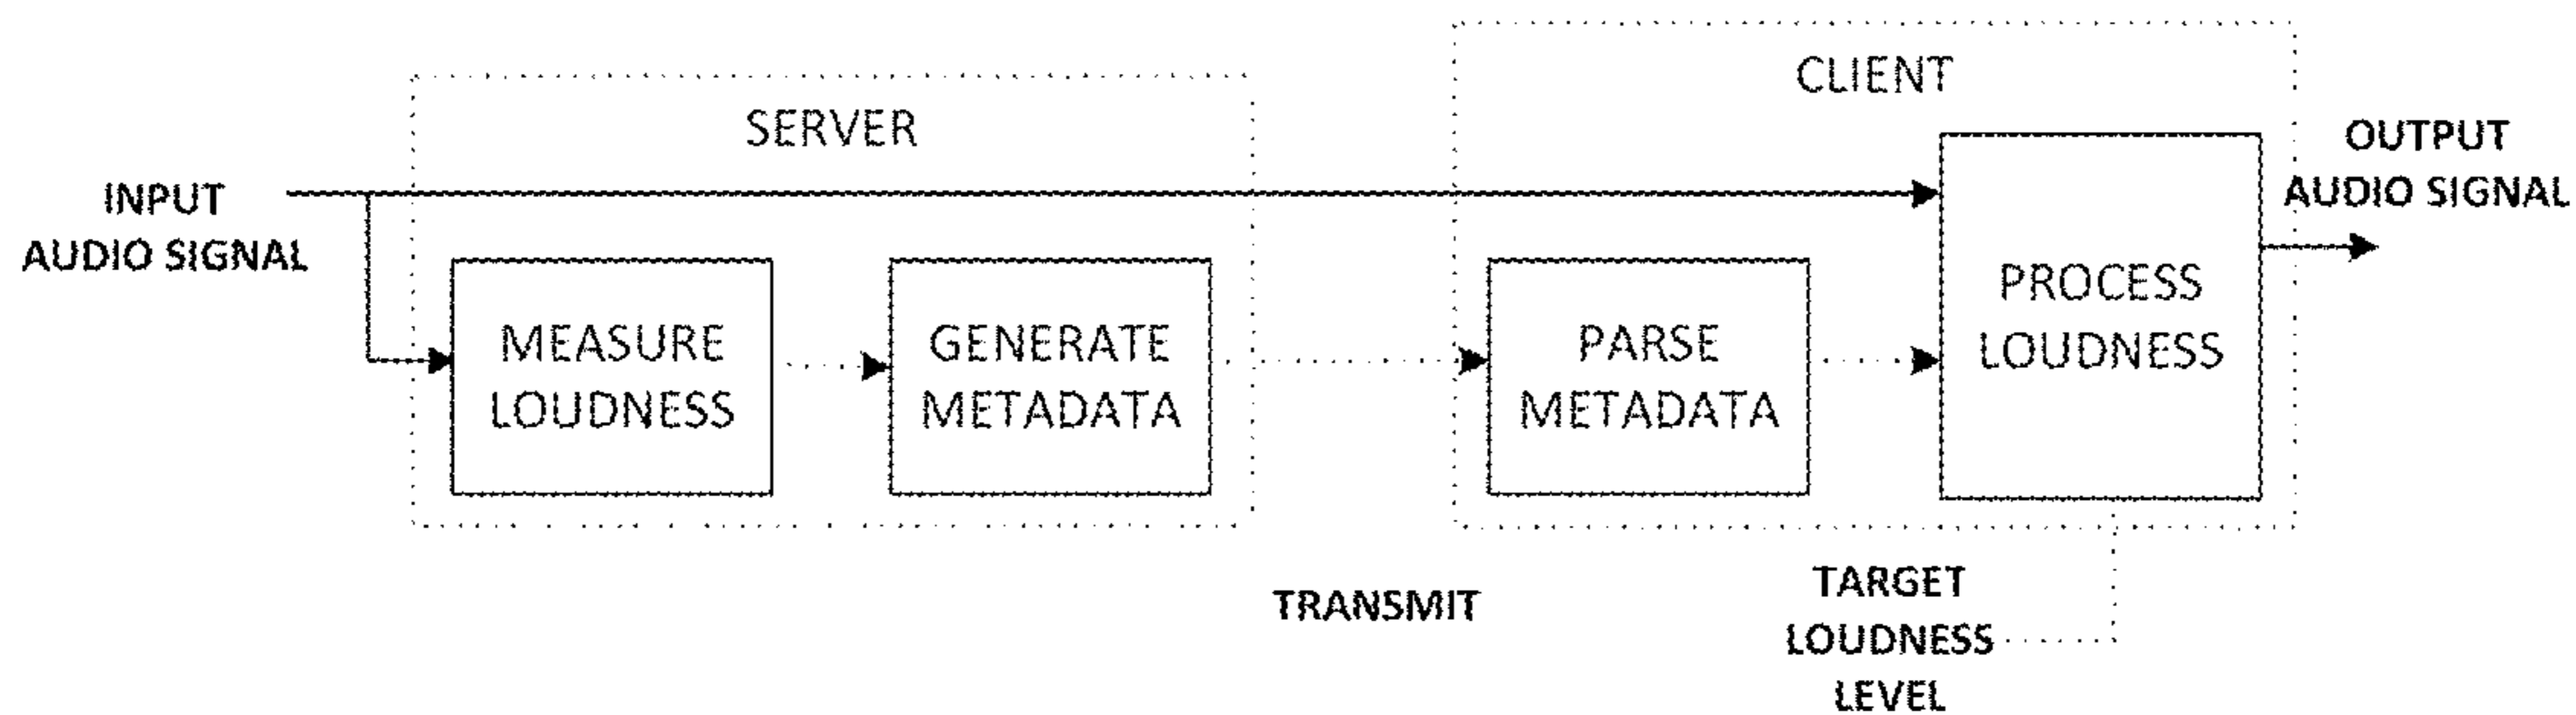 SERVER
CLIENT
INPUT
AUDIO SIGNAL
MEASURE
LOUDNESS
GENERATE
METADATA
PARSE
METADATA
PROCESS
LOUDNESS
OUTPUT
AUDIO SIGNAL
TRANSMIT
TARGET
LOUDNESS
LEVEL